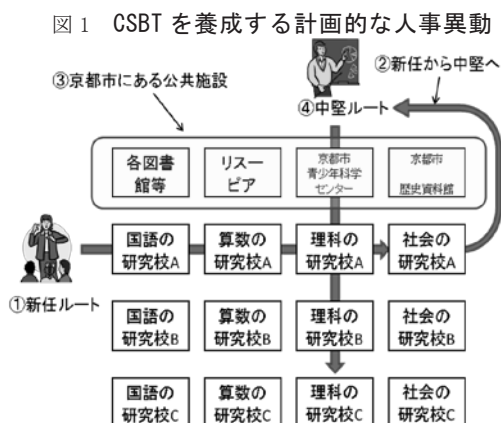 図1 CSBTを養成する計画的な人事異動
③京都市にある公共施設
②新任から中堅へ
④中堅ルート
各図書
館等
リスー
ピア
京都市
青少年科学
センター
京都市
歴史資料館
①新任ルート
国語の
研究校A
算数の
研究校A
理科の
研究校A
社会の
研究校A
国語の
研究校B
算数の
研究校B
理科の
研究校B
社会の
研究校B
国語の
研究校C
算数の
研究校C
理科の
研究校C
社会の
研究校C